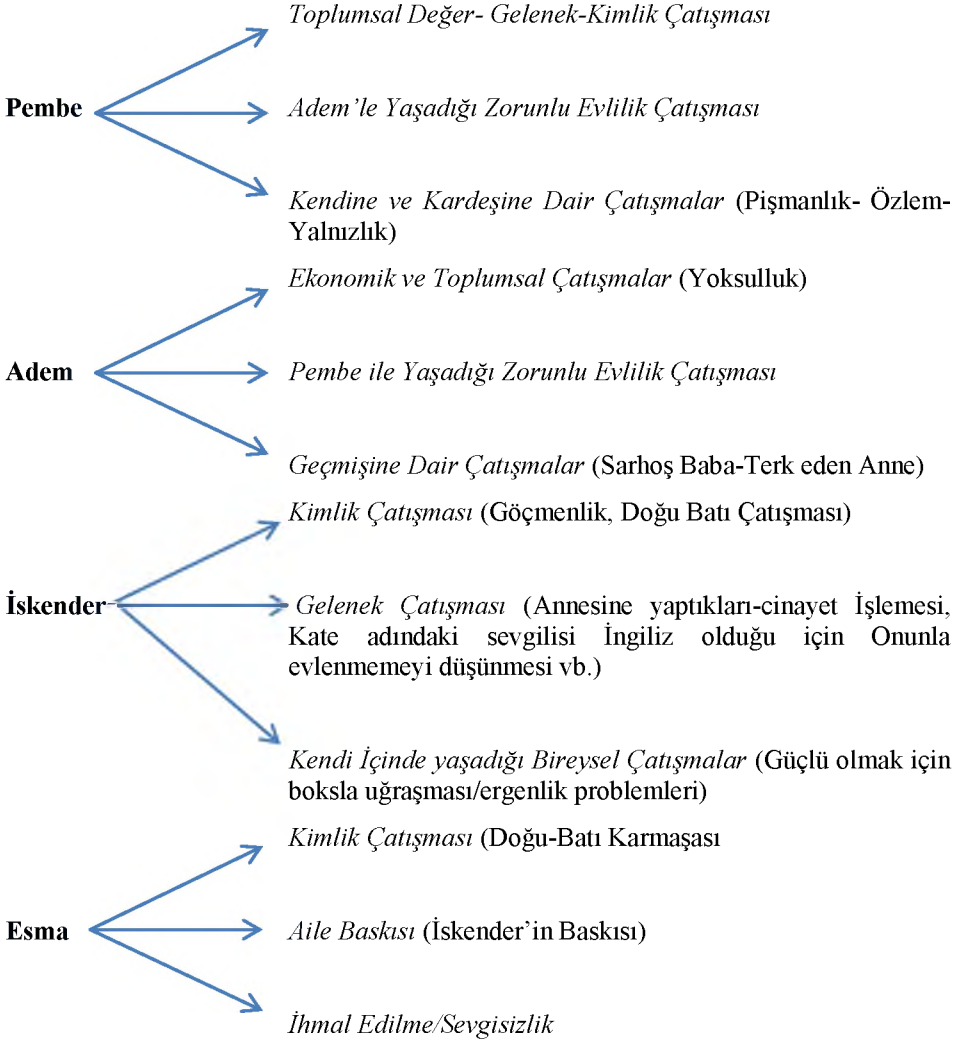 Toplumsal Değer- Gelenek-Kimlik Çatışması
Pembe
Adem'le Yaşadığı Zorunlu Evlilik Çatışması
Kendine ve Kardeşine Dair Çatışmalar (Pişmanlık- Özlem-
Yalnızlık)
Ekonomik ve Toplumsal Çatışmalar (Yoksulluk)
Adem
Pembe ile Yaşadığı Zorunlu Evlilik Çatışması
Geçmişine Dair Çatışmalar (Sarhoş Baba-Terk eden Anne)
Kimlik Çatışması (Göçmenlik, Doğu Batı Çatışması)
İskender
Gelenek Çatışması (Annesine yaptıkları-cinayet İşlemesi,
Kate adındaki sevgilisi İngiliz olduğu için Onunla
evlenmemeyi düşünmesi vb.)
Kendi İçinde yaşadığı Bireysel Çatışmalar (Güçlü olmak için
boksla uğraşması/ergenlik problemleri)
Kimlik Çatışması (Doğu-Batı Karmaşası
Esma
Aile Baskısı (İskender'in Baskısı)
İhmal Edilme/Sevgisizlik